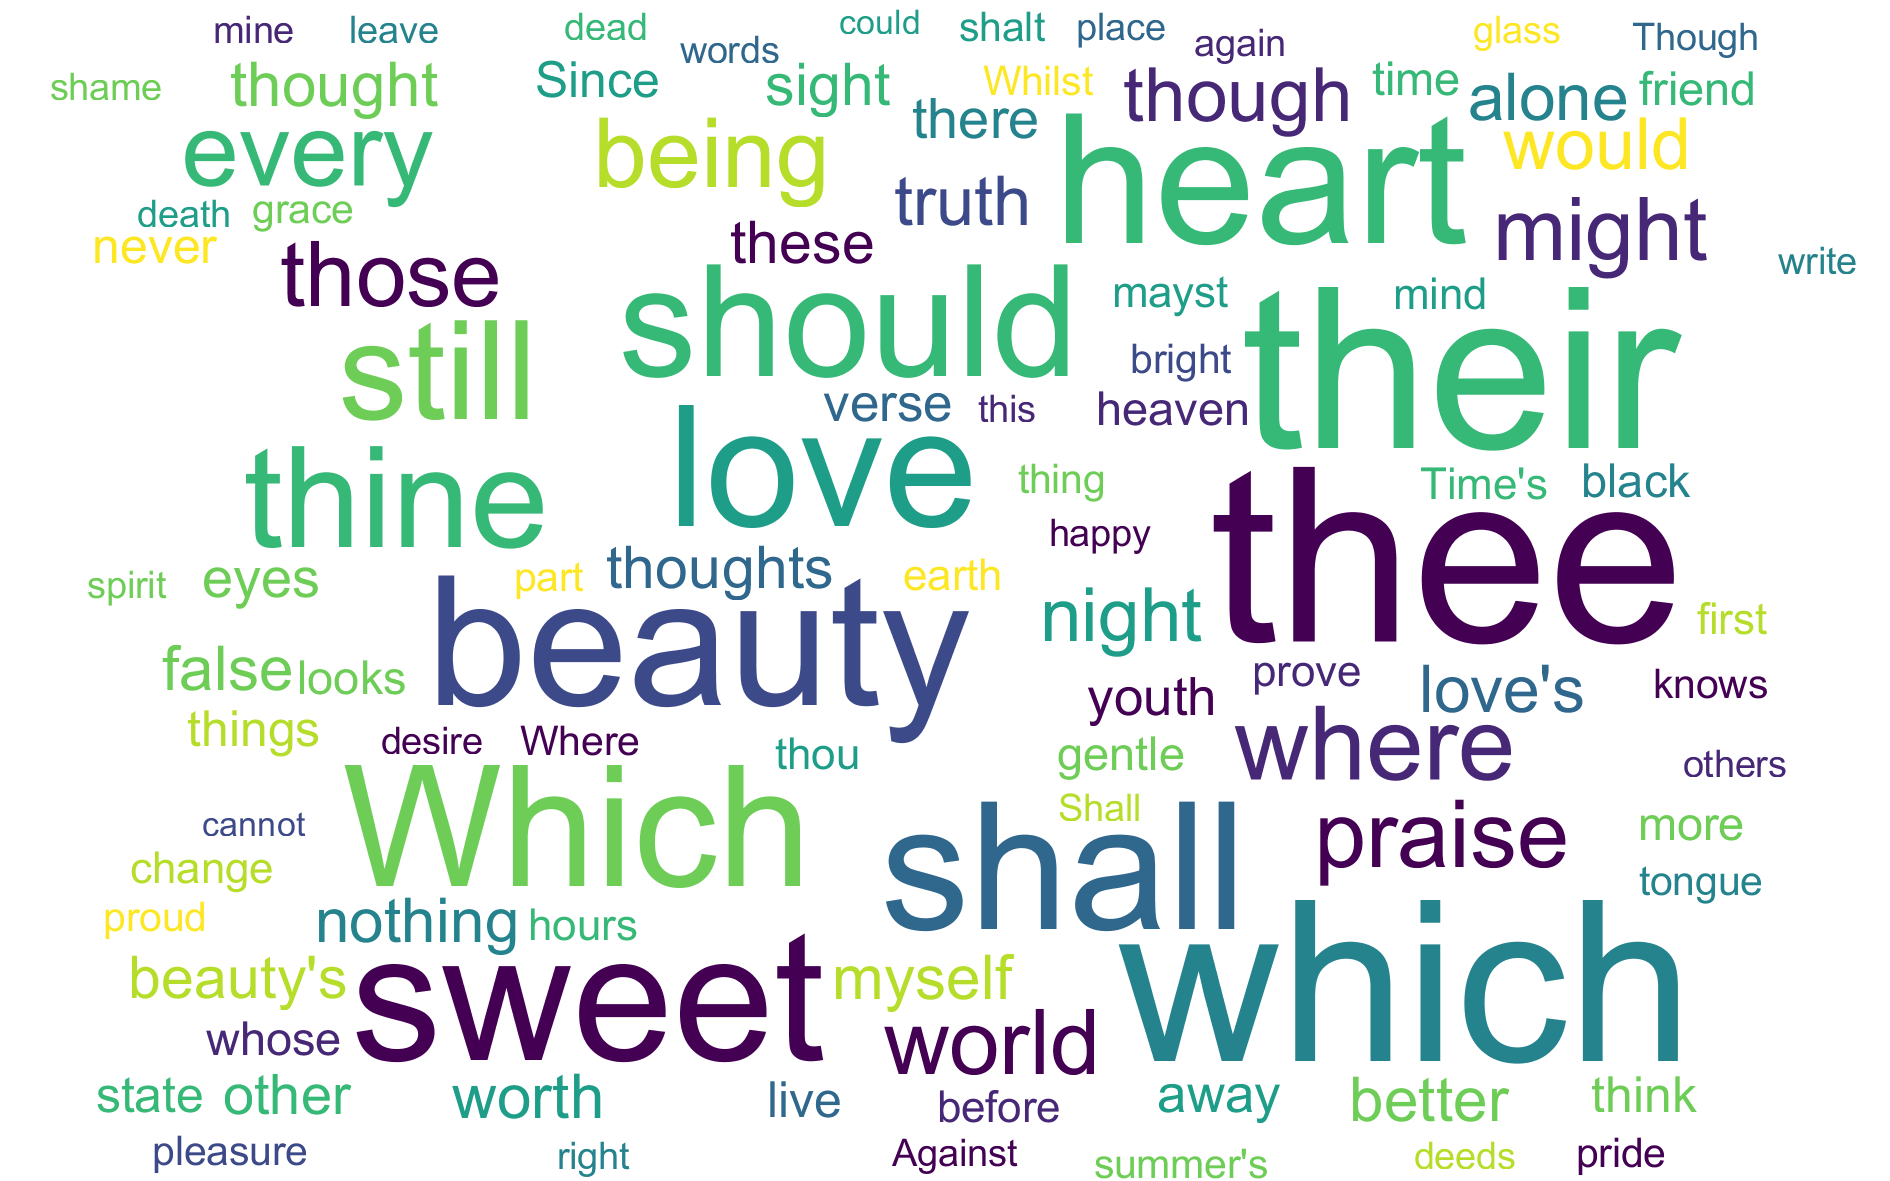 mine leave dead words could shalt place again glass Though
shame thought Since sight Whilst there though time alone friend
every being truth heart would
death grace
never those these might write
still should mayst mind their
bright
verse this heaven
thine love thing Time's black
happy thee
spirit eyes part thoughts earth
beauty night first
false looks youth prove love's knows
things desire Where thou gentle where others
cannot Which shall Shall praise more
change tongue
proud nothing hours which
beauty's sweet myself
whose world
state other worth live before away better think
pleasure right Against summer's deeds pride